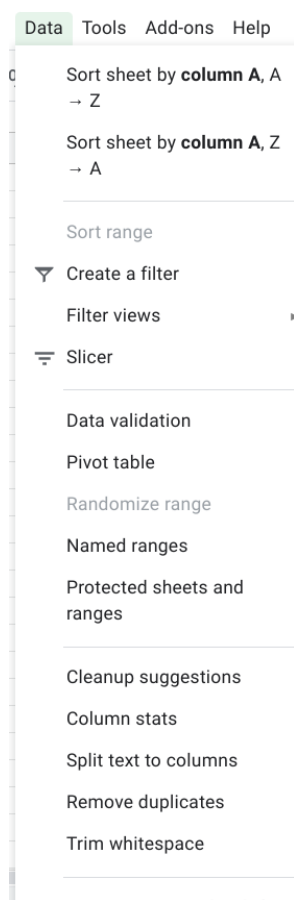 Data Tools Add-ons Help
Sort sheet by column A, A
→ Z
Sort sheet by column A, Z
→ A
Sort range
Create a filter
Filter views
Slicer
Data validation
Pivot table
Randomize range
Named ranges
Protected sheets and
ranges
Cleanup suggestions
Column stats
Split text to columns
Remove duplicates
Trim whitespace